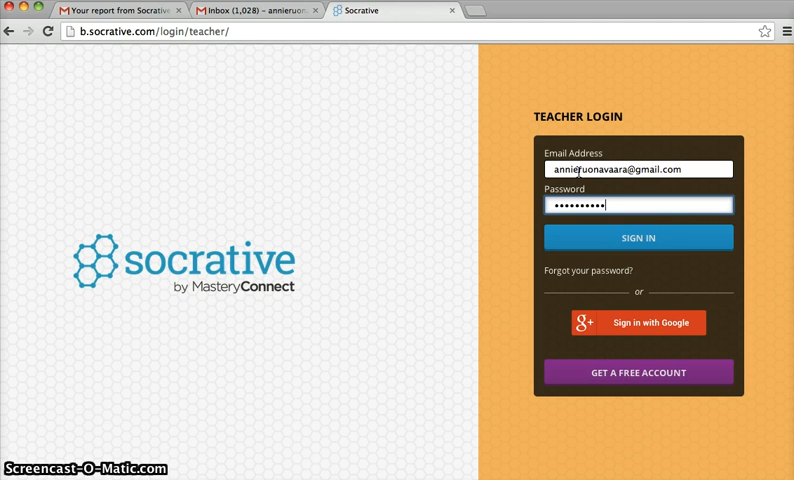 Your report from Socrative
Inbox (1,028) – annieruon
Socrative
b.socrative.com/login/teacher/
TEACHER LOGIN
Email Address
annieruonavaara@gmail.com
Password
••••••••••
SIGN IN
Forgot your password?
or
g+ Sign in with Google
GET A FREE ACCOUNT
socrative
by MasteryConnect
Screencast-O-Matic.com